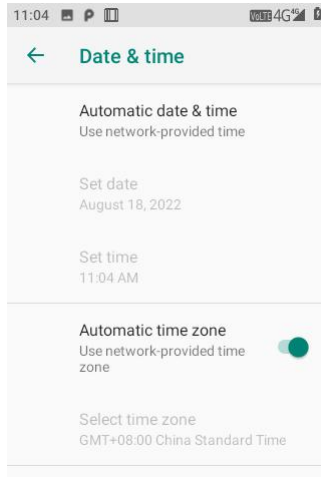 11:04 P VoLTE 4G 4G
Date & time
Automatic date & time
Use network-provided time
Set date
August 18, 2022
Set time
11:04 AM
Automatic time zone
Use network-provided time
zone
Select time zone
GMT+08:00 China Standard Time